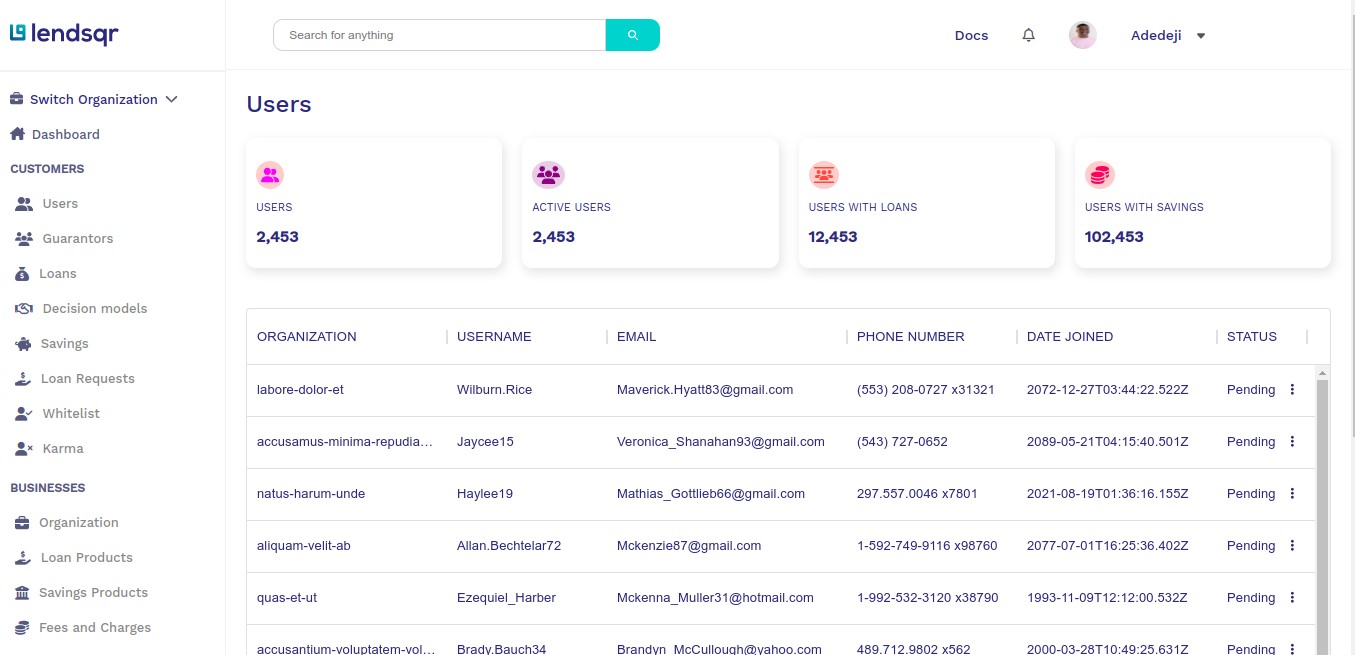 lendsqr
Search for anything
Docs
Adedeji
Switch Organization
Dashboard
CUSTOMERS
Users
Guarantors
Loans
Decision models
Savings
Loan Requests
Whitelist
Karma
BUSINESSES
Organization
Loan Products
Savings Products
Fees and Charges
Users
USERS
2,453
ACTIVE USERS
2,453
USERS WITH LOANS
12,453
USERS WITH SAVINGS
102,453
ORGANIZATION USERNAME EMAIL PHONE NUMBER DATE JOINED STATUS
labore-dolor-et Wilburn.Rice Maverick.Hyatt83@gmail.com (553) 208-0727 x31321 2072-12-27T03:44:22.522Z Pending
accusamus-minima-repudia... Jaycee15 Veronica_Shanahan93@gmail.com (543) 727-0652 2089-05-21T04:15:40.501Z Pending
natus-harum-unde Haylee19 Mathias_Gottlieb66@gmail.com 297.557.0046 x7801 2021-08-19T01:36:16.155Z Pending
aliquam-velit-ab Allan.Bechtelar72 Mckenzie87@gmail.com 1-592-749-9116 x98760 2077-07-01T16:25:36.402Z Pending
quas-et-ut Ezequiel_Harber Mckenna_Muller31@hotmail.com 1-992-532-3120 x38790 1993-11-09T12:12:00.532Z Pending
accusantium-voluptatem-vol... Brady.Bauch34 Brandyn_McCullough@yahoo.com 489.712.9802 x562 2000-03-28T10:49:25.631Z Pending